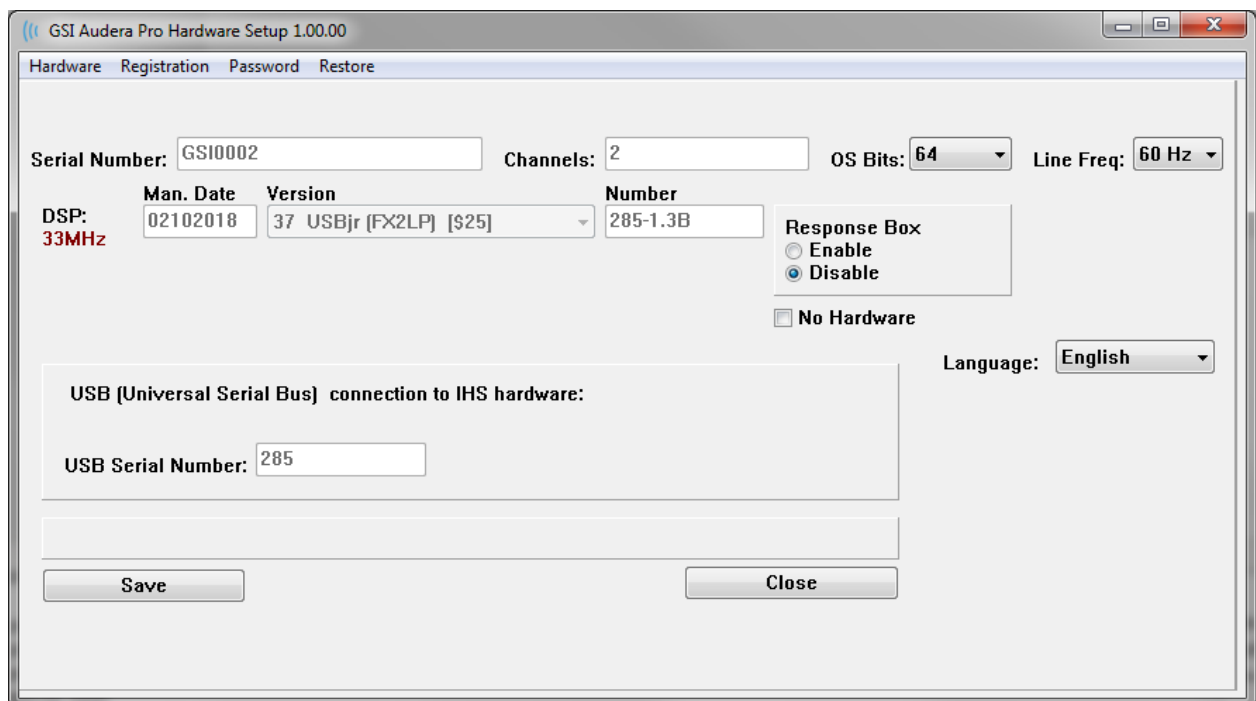 GSI Audera Pro Hardware Setup 1.00.00
Hardware Registration Password Restore
Serial Number: GSI0002 Channels: 2 OS Bits: 64 Line Freq: 60 Hz
Man. Date Version Number
DSP: 02102018 37 USBjr (FX2LP) [$25] 285-1.3B
33MHz
Response Box
Enable
Disable
No Hardware
Language: English
USB (Universal Serial Bus) connection to IHS hardware:
USB Serial Number: 285
Save Close